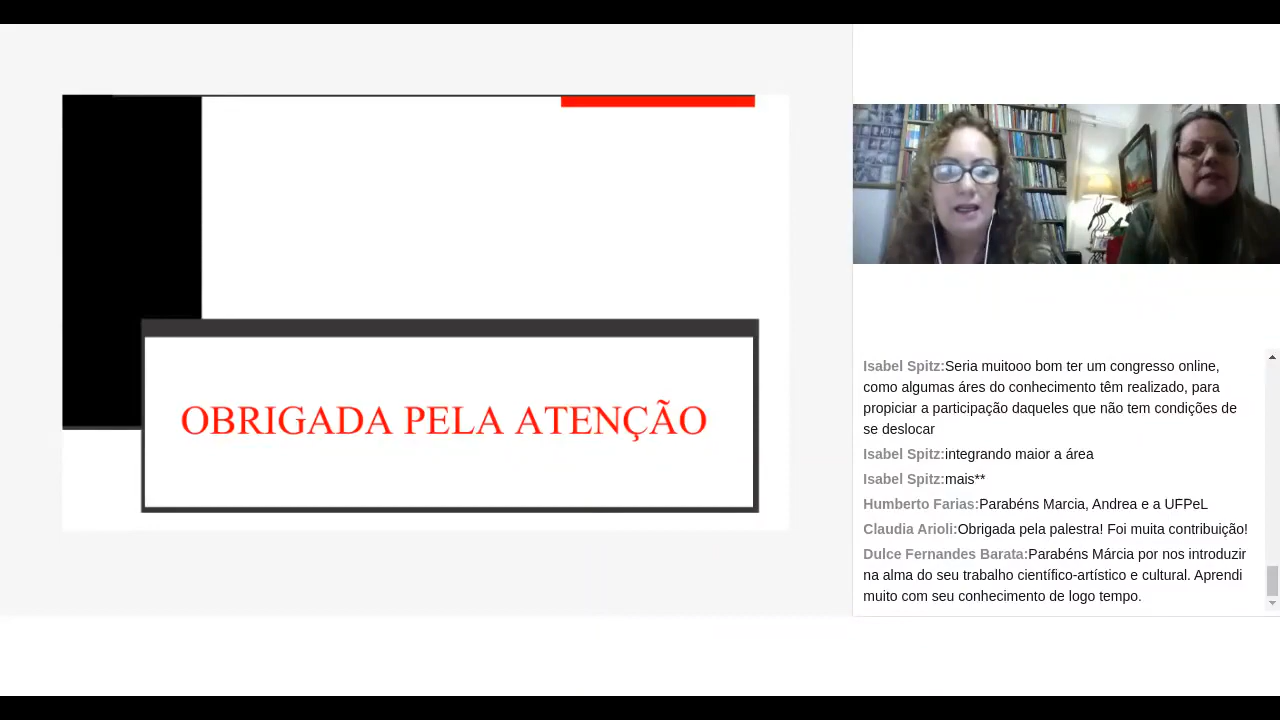 OBRIGADA PELA ATENÇÃO
Isabel Spitz:Seria muitooo bom ter um congresso online,
como algumas áres do conhecimento têm realizado, para
propiciar a participação daqueles que não tem condições de
se deslocar
Isabel Spitz:integrando maior a área
Isabel Spitz:mais**
Humberto Farias:Parabéns Marcia, Andrea e a UFPeL
Claudia Arioli:Obrigada pela palestra! Foi muita contribuição!
Dulce Fernandes Barata:Parabéns Márcia por nos introduzir
na alma do seu trabalho científico-artístico e cultural. Aprendi
muito com seu conhecimento de logo tempo.